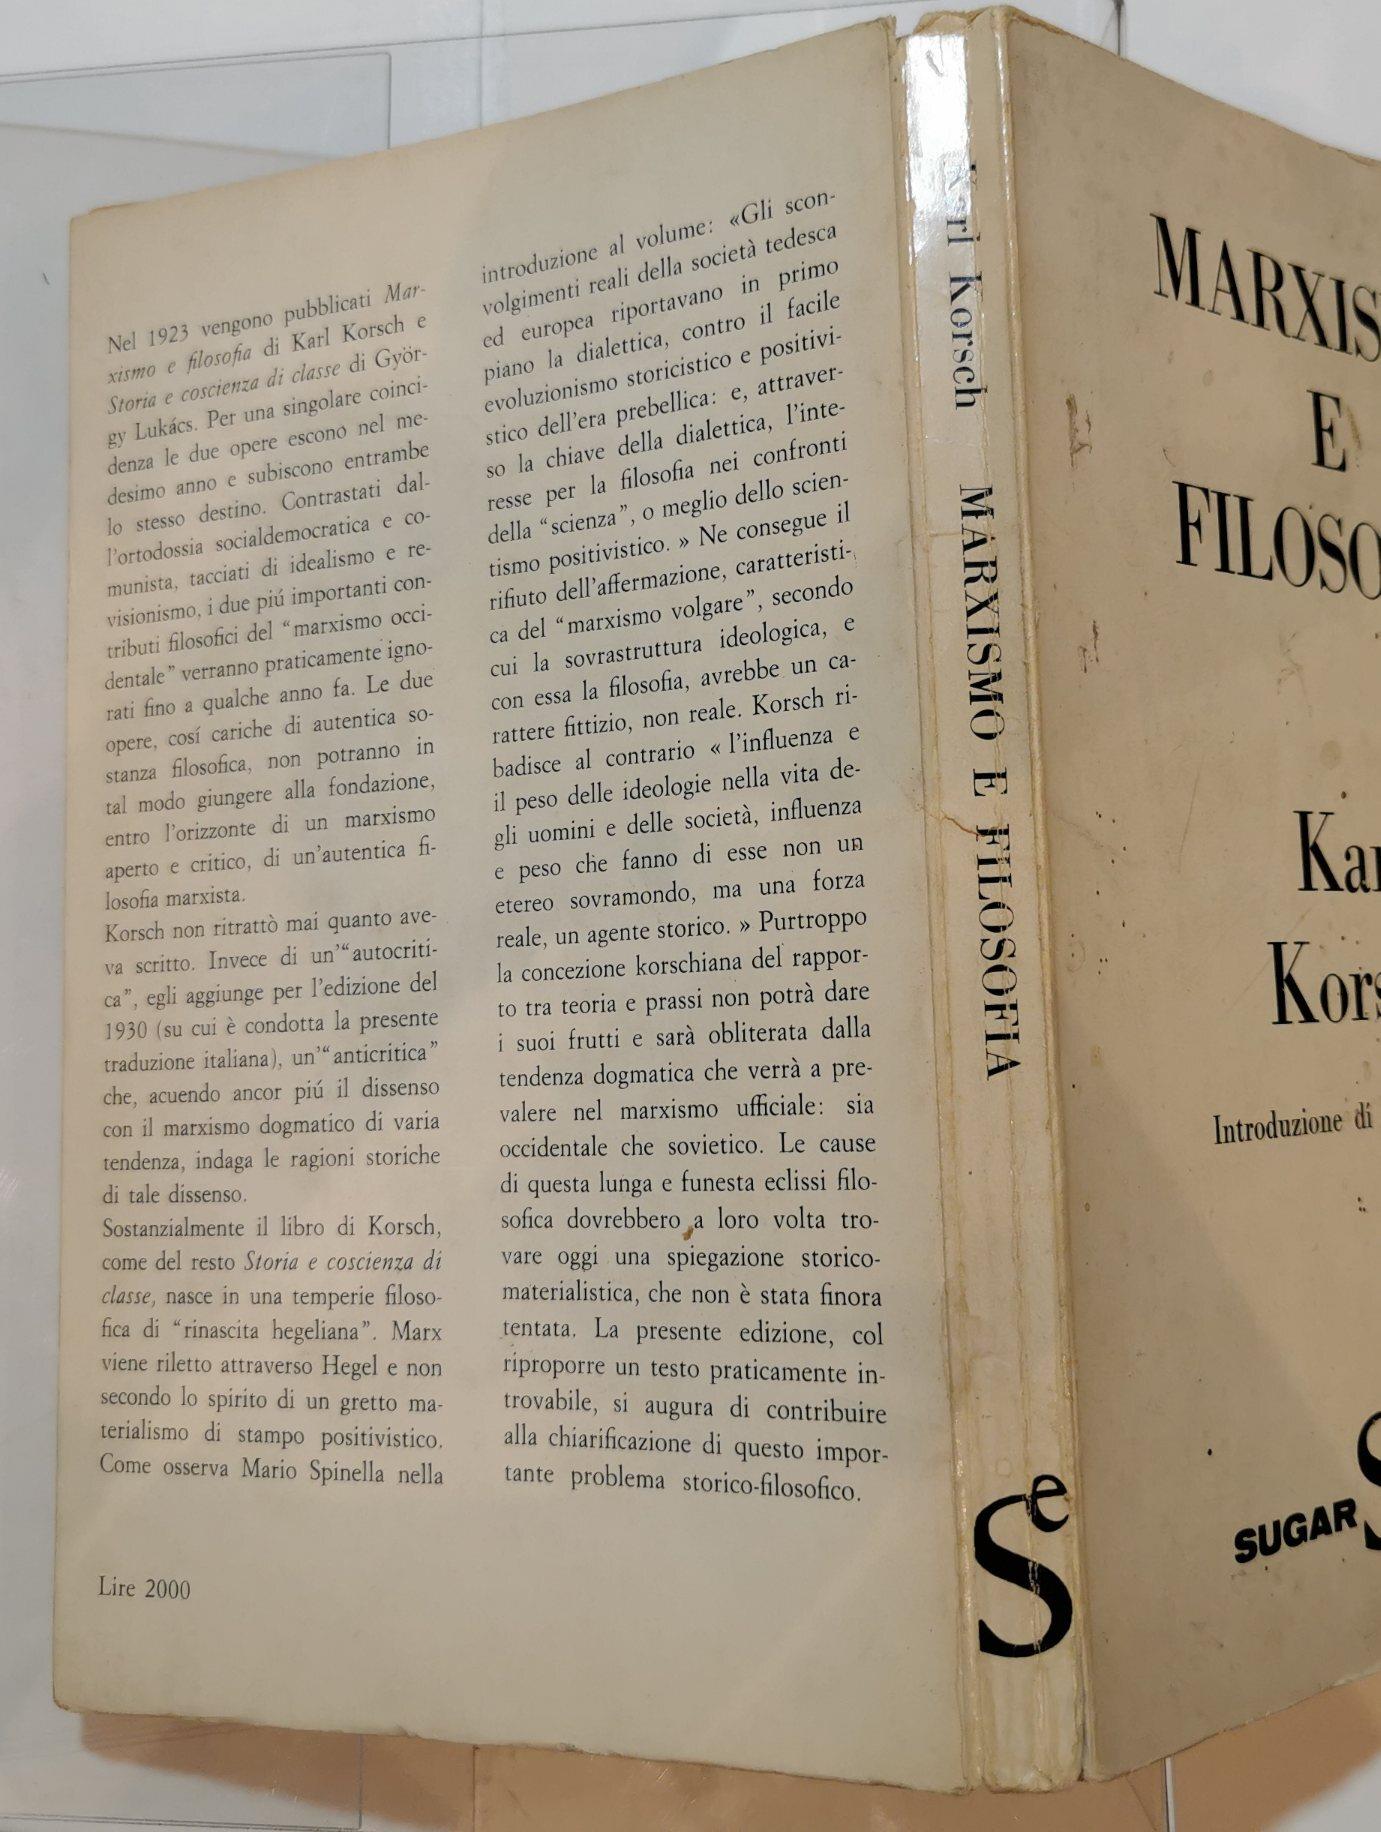 Nel 1923 vengono pubblicati Mar-
xismo e filosofia di Karl Korsch e
Storia e coscienza di classe di Györ-
gy Lukács. Per una singolare coinci-
denza le due opere escono nel me-
desimo anno e subiscono entrambe
lo stesso destino. Contrastati dal-
l'ortodossia socialdemocratica e co-
munista, tacciati di idealismo e re-
visionismo, i due piú importanti con-
tributi filosofici del “marxismo occi-
dentale” verranno praticamente igno-
rati fino a qualche anno fa. Le due
opere, cosí cariche di autentica so-
stanza filosofica, non potranno in
tal modo giungere alla fondazione,
entro l'orizzonte di un marxismo
aperto e critico, di un'autentica fi-
losofia marxista.
Korsch non ritrattò mai quanto ave-
va scritto. Invece di un'“autocriti-
ca”, egli aggiunge per l'edizione del
1930 (su cui è condotta la presente
traduzione italiana), un'“anticritica”
che, acuendo ancor piú il dissenso
con il marxismo dogmatico di varia
tendenza, indaga le ragioni storiche
di tale dissenso.
Sostanzialmente il libro di Korsch,
come del resto Storia e coscienza di
classe, nasce in una temperie filoso-
fica di “rinascita hegeliana”. Marx
viene riletto attraverso Hegel e non
secondo lo spirito di un gretto ma-
terialismo di stampo positivistico.
Come osserva Mario Spinella nella
introduzione al volume: «Gli scon-
volgimenti reali della società tedesca
ed europea riportavano in primo
piano la dialettica, contro il facile
evoluzionismo storicistico e positivi-
stico dell'era prebellica: e, attraver-
so la chiave della dialettica, l'inte-
resse per la filosofia nei confronti
della “scienza”, o meglio dello scien-
tismo positivistico. » Ne consegue il
rifiuto dell'affermazione, caratteristi-
ca del “marxismo volgare”, secondo
cui la sovrastruttura ideologica, e
con essa la filosofia, avrebbe un ca-
rattere fittizio, non reale. Korsch ri-
badisce al contrario « l'influenza e
il peso delle ideologie nella vita de-
gli uomini e delle società, influenza
e peso che fanno di esse non un
etereo sovramondo, ma una forza
reale, un agente storico. » Purtroppo
la concezione korschiana del rappor-
to tra teoria e prassi non potrà dare
i suoi frutti e sarà obliterata dalla
tendenza dogmatica che verrà a pre-
valere nel marxismo ufficiale: sia
occidentale che sovietico. Le cause
di questa lunga e funesta eclissi filo-
sofica dovrebbero a loro volta tro-
vare oggi una spiegazione storico-
materialistica, che non è stata finora
tentata. La presente edizione, col
riproporre un testo praticamente in-
trovabile, si augura di contribuire
alla chiarificazione di questo impor-
tante problema storico-filosofico.
Lire 2000
Karl Korsch MARXISMO E FILOSOFIA
Se
MARXIS
E
FILOSO
Kar
Kors
Introduzione di
SUGAR